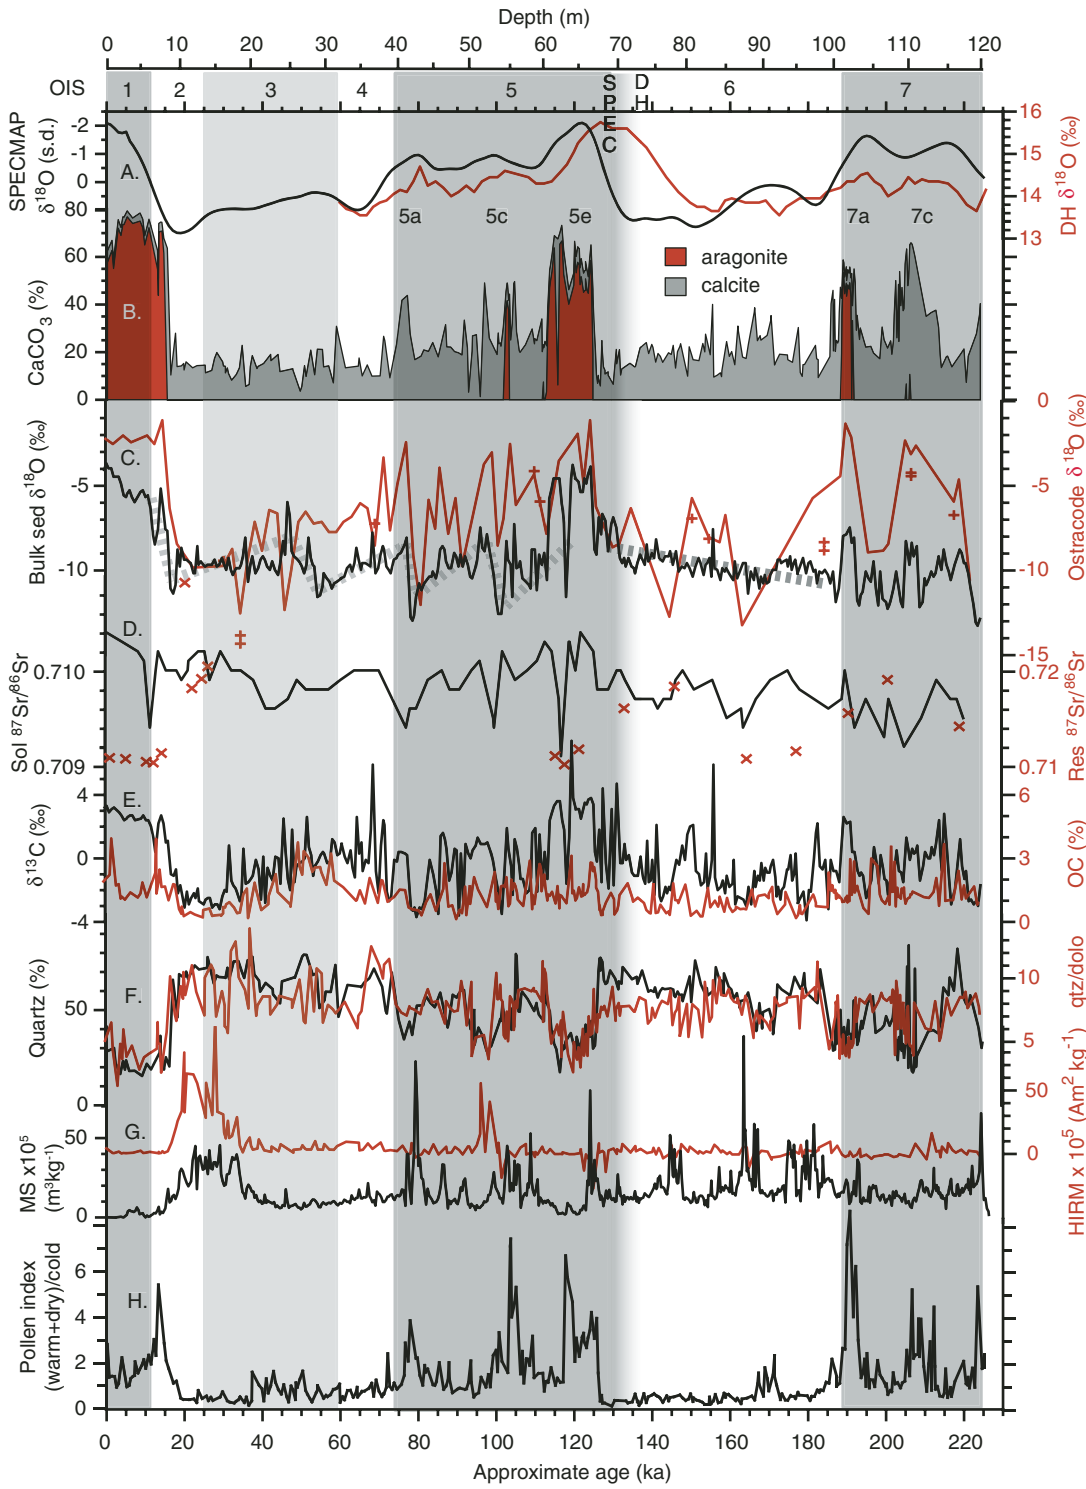 Depth (m)
0 10 20 30 40 50 60 70 80 90 100 110 120
OIS 1 2 3 4 5 SPEC DH 6 7
SPECMAP
δ18O (s.d.)
-2
-1
0
1
2
80
60
40
20
0
A.
5a 5c 5e 7a 7c
16
15
14
13
DH δ18O (‰)
aragonite
calcite
B.
CaCO3 (%)
C.
Bulk sed δ18O (‰)
-5
-10
0
-5
-10
-15
Ostracode δ18O (‰)
D.
Sol 87Sr/86Sr
0.710
0.709
0.72
0.71
Res 87Sr/86Sr
E.
δ13C (‰)
4
0
-4
6
3
0
OC (%)
F.
Quartz (%)
50
0
10
5
qtz/dolo
G.
MS x105
(m3kg-1)
50
0
50
0
HIRM x 105 (Am2 kg-1)
H.
Pollen index
(warm+dry)/cold
6
4
2
0
0 20 40 60 80 100 120 140 160 180 200 220
Approximate age (ka)